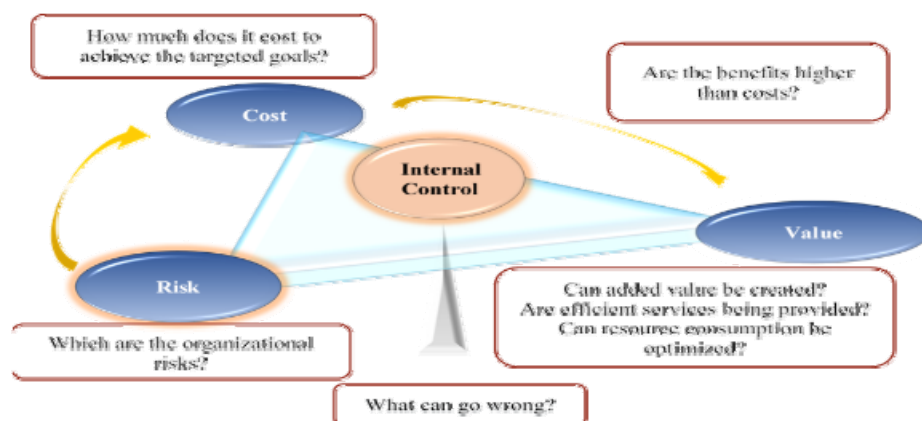 How much does it cost to
achieve the targeted goals?
Are the benefits higher
than costs?
Cost
Internal
Control
Value
Risk
Can added value be created?
Are efficient services being provided?
Can resource consumption be
optimized?
Which are the organizational
risks?
What can go wrong?